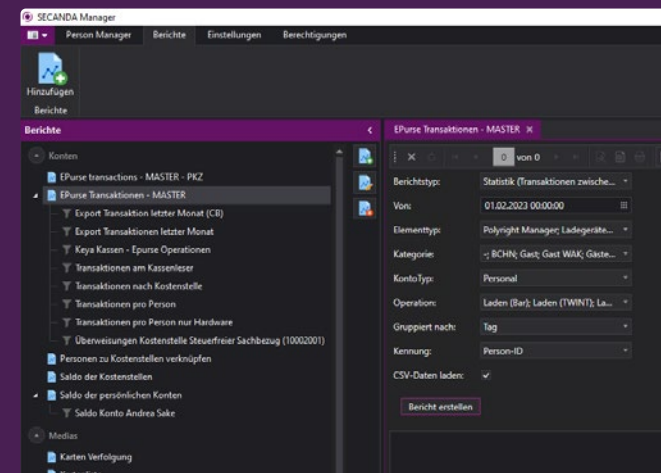 SECANDA Manager
Person Manager Berichte Einstellungen Berechtigungen
Hinzufügen
Berichte
Berichte
EPurse Transaktionen - MASTER
Konten
EPurse transactions - MASTER - PKZ
EPurse Transaktionen - MASTER
Export Transaktion letzter Monat (CB)
Export Transaktionen letzter Monat
Keya Kassen - Epurse Operationen
Transaktionen am Kassenleser
Transaktionen nach Kostenstelle
Transaktionen pro Person
Transaktionen pro Person nur Hardware
Überweisungen Kostenstelle Steuerfreier Sachbezug (10002001)
Personen zu Kostenstellen verknüpfen
Saldo der Kostenstellen
Saldo der persönlichen Konten
Saldo Konto Andrea Sake
Medias
Karten Verfolgung
0 von 0
Berichtstyp: Statistik (Transaktionen zwische...
Von: 01.02.2023 00:00:00
Elementtyp: Polyright Manager; Ladegeräte...
Kategorie: -; BCHN; Gast; Gast WAK; Gäste...
KontoTyp: Personal
Operation: Laden (Bar); Laden (TWINT); La...
Gruppiert nach: Tag
Kennung: Person-ID
CSV-Daten laden:
Bericht erstellen